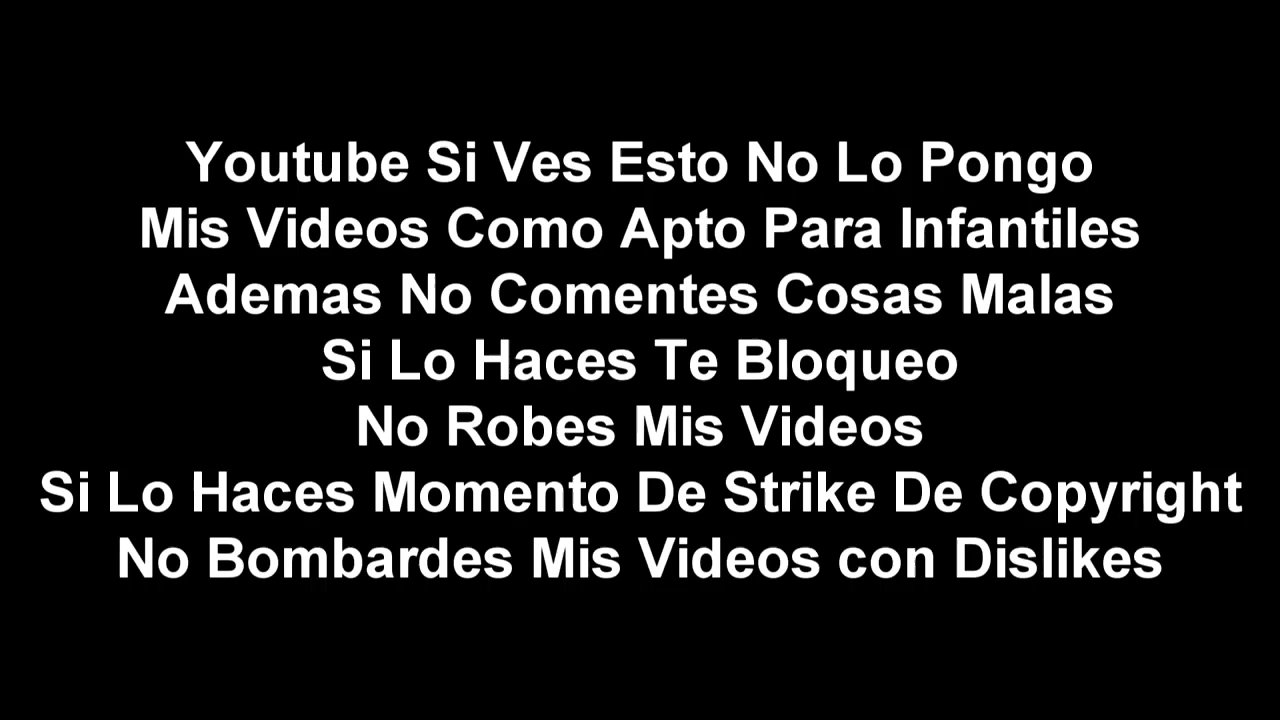 Youtube Si Ves Esto No Lo Pongo
Mis Videos Como Apto Para Infantiles
Ademas No Comentes Cosas Malas
Si Lo Haces Te Bloqueo
No Robes Mis Videos
Si Lo Haces Momento De Strike De Copyright
No Bombardes Mis Videos con Dislikes